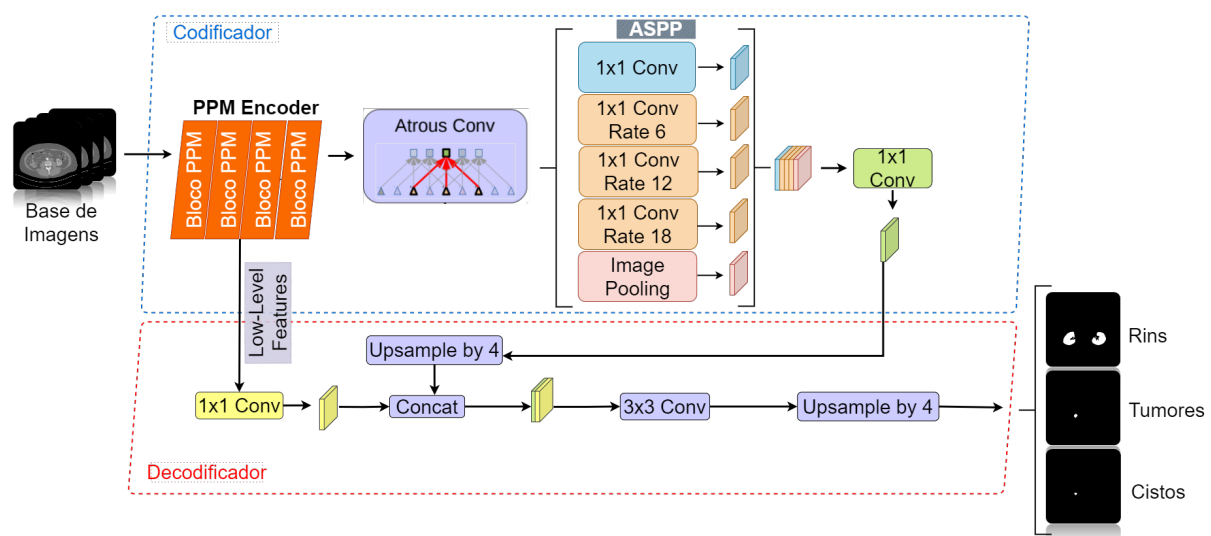 Codificador
ASPP
PPM Encoder
Bloco PPM
Bloco PPM
Bloco PPM
Bloco PPM
Atrous Conv
1x1 Conv
1x1 Conv
Rate 6
1x1 Conv
Rate 12
1x1 Conv
Rate 18
Image
Pooling
1x1
Conv
Base de
Imagens
Low-Level
Features
Upsample by 4
1x1 Conv
Concat
3x3 Conv
Upsample by 4
Decodificador
Rins
Tumores
Cistos